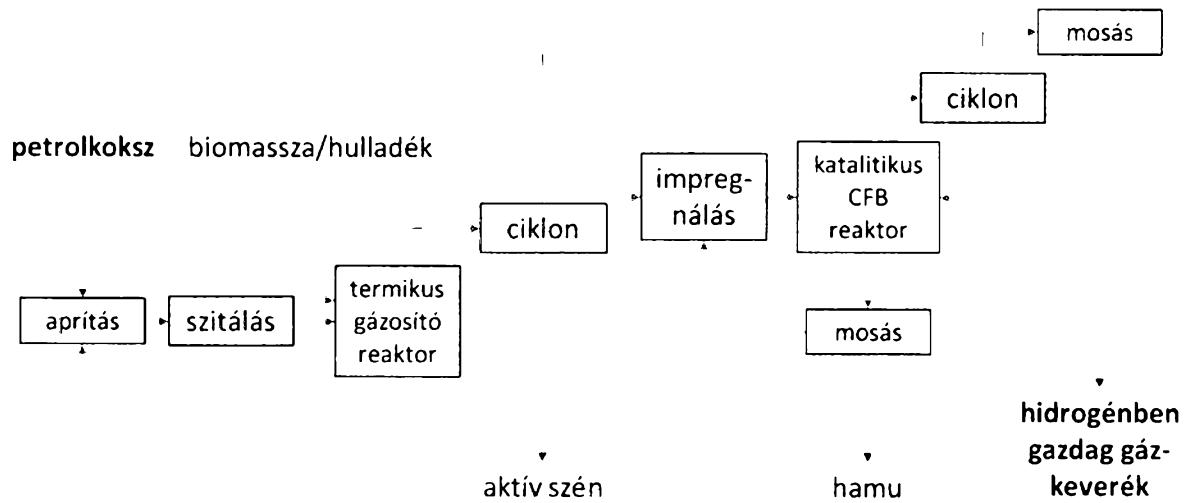 mosás
ciklon
petrolkoksz biomassza/hulladék
impreg-
nálás
katalitikus
CFB
reaktor
ciklon
aprítás
szitálás
termikus
gázosító
reaktor
mosás
aktív szén
hamu
hidrogénben
gazdag gáz-
keverék